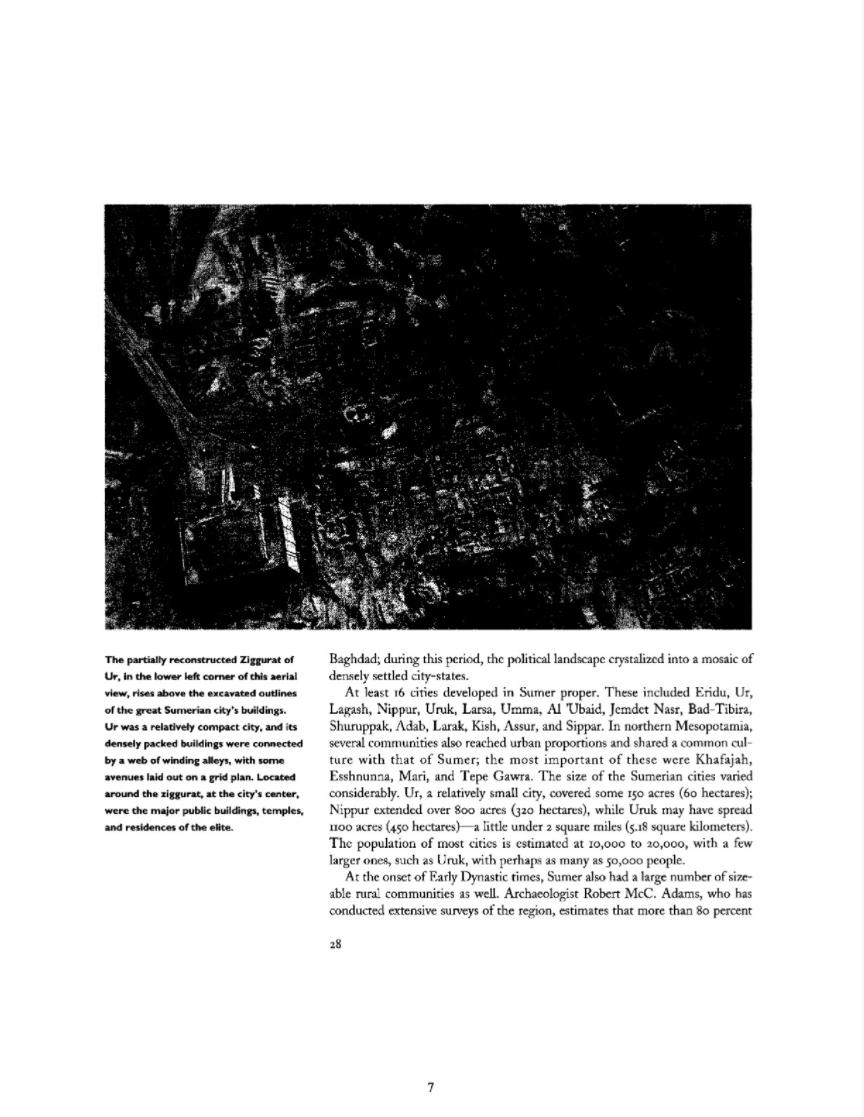 The partially reconstructed Ziggurat of
Ur, in the lower left corner of this aerial
view, rises above the excavated outlines
of the great Sumerian city's buildings.
Ur was a relatively compact city, and its
densely packed buildings were connected
by a web of winding alleys, with some
avenues laid out on a grid plan. Located
around the ziggurat, at the city's center,
were the major public buildings, temples,
and residences of the elite.
Baghdad; during this period, the political landscape crystalized into a mosaic of
densely settled city-states.
At least 16 cities developed in Sumer proper. These included Eridu, Ur,
Lagash, Nippur, Uruk, Larsa, Umma, Al 'Ubaid, Jemdet Nasr, Bad-Tibira,
Shuruppak, Adab, Larak, Kish, Assur, and Sippar. In northern Mesopotamia,
several communities also reached urban proportions and shared a common cul-
ture with that of Sumer; the most important of these were Khafajah,
Esshnunna, Mari, and Tepe Gawra. The size of the Sumerian cities varied
considerably. Ur, a relatively small city, covered some 150 acres (60 hectares);
Nippur extended over 800 acres (320 hectares), while Uruk may have spread
1100 acres (450 hectares)—a little under 2 square miles (5.18 square kilometers).
The population of most cities is estimated at 10,000 to 20,000, with a few
larger ones, such as Uruk, with perhaps as many as 50,000 people.
At the onset of Early Dynastic times, Sumer also had a large number of size-
able rural communities as well. Archaeologist Robert McC. Adams, who has
conducted extensive surveys of the region, estimates that more than 80 percent
28
7